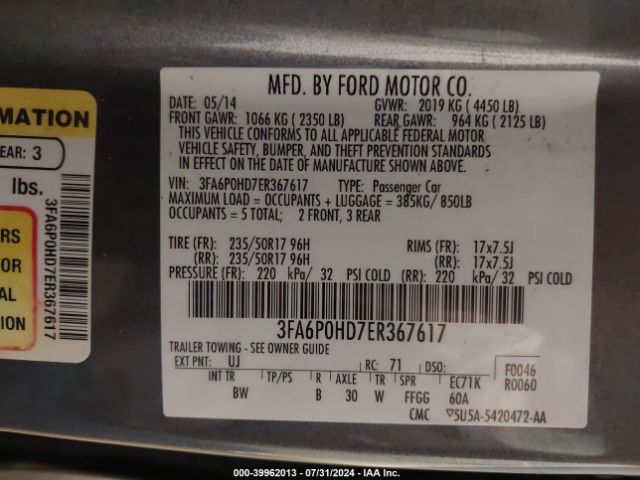 MFD. BY FORD MOTOR CO.
DATE: 05/14 GVWR: 2019 KG ( 4450 LB)
FRONT GAWR: 1066 KG ( 2350 LB) REAR GAWR: 964 KG ( 2125 LB)
THIS VEHICLE CONFORMS TO ALL APPLICABLE FEDERAL MOTOR
VEHICLE SAFETY, BUMPER, AND THEFT PREVENTION STANDARDS
IN EFFECT ON THE DATE OF MANUFACTURE SHOWN ABOVE.
VIN: 3FA6P0HD7ER367617 TYPE: Passenger Car
MAXIMUM LOAD = OCCUPANTS + LUGGAGE = 385KG/ 850LB
OCCUPANTS = 5 TOTAL; 2 FRONT, 3 REAR
TIRE (FR): 235/50R17 96H RIMS (FR): 17x7.5J
(RR): 235/50R17 96H (RR): 17x7.5J
PRESSURE (FR): 220 kPa/ 32 PSI COLD (RR): 220 kPa/ 32 PSI COLD
3FA6P0HD7ER367617
TRAILER TOWING - SEE OWNER GUIDE
EXT PNT: UJ RC: 71 DSO: F0046
R0060
INT TR TP/PS R AXLE TR SPR EC71K
BW B 30 W FFGG 60A
CMC ▽5U5A-5420472-AA
MATION
EAR: 3
lbs.
RS
OR
AL
ION
3FA6P0HD7ER367617
000-39962013 - 07/31/2024 - IAA Inc.